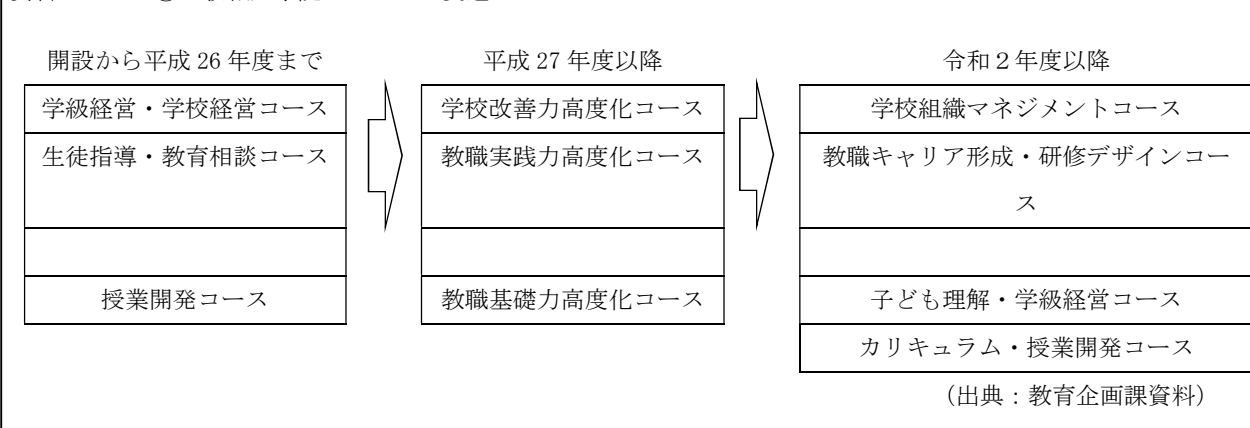 開設から平成 26 年度まで
学級経営・学校経営コース
生徒指導・教育相談コース
授業開発コース
平成 27 年度以降
学校改善力高度化コース
教職実践力高度化コース
教職基礎力高度化コース
令和２年度以降
学校組織マネジメントコース
教職キャリア形成・研修デザインコー
ス
子ども理解・学級経営コース
カリキュラム・授業開発コース
（出典：教育企画課資料）